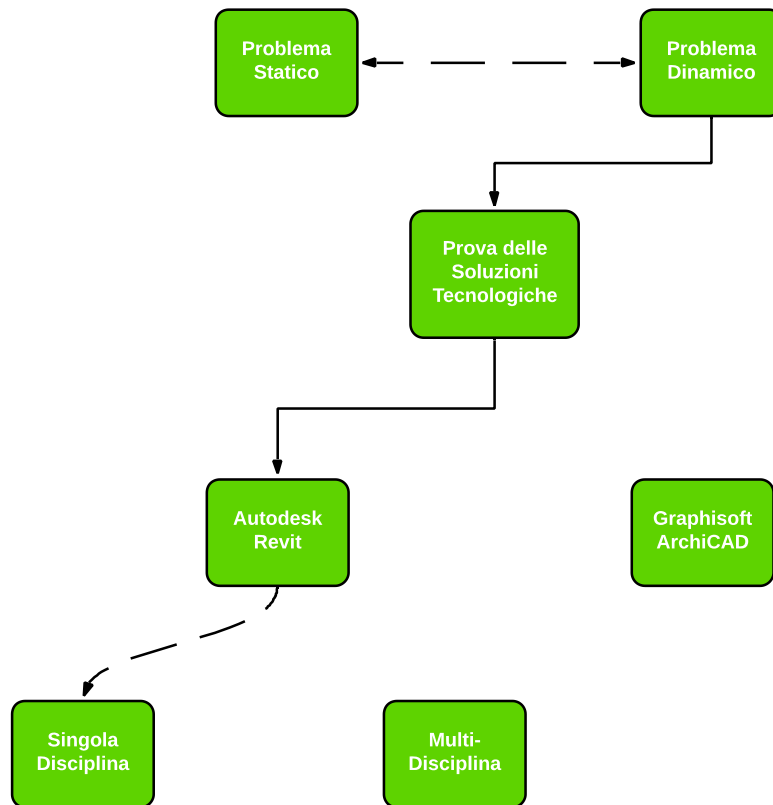 Problema
Statico
Problema
Dinamico
Prova delle
Soluzioni
Tecnologiche
Autodesk
Revit
Graphisoft
ArchiCAD
Singola
Disciplina
Multi-
Disciplina